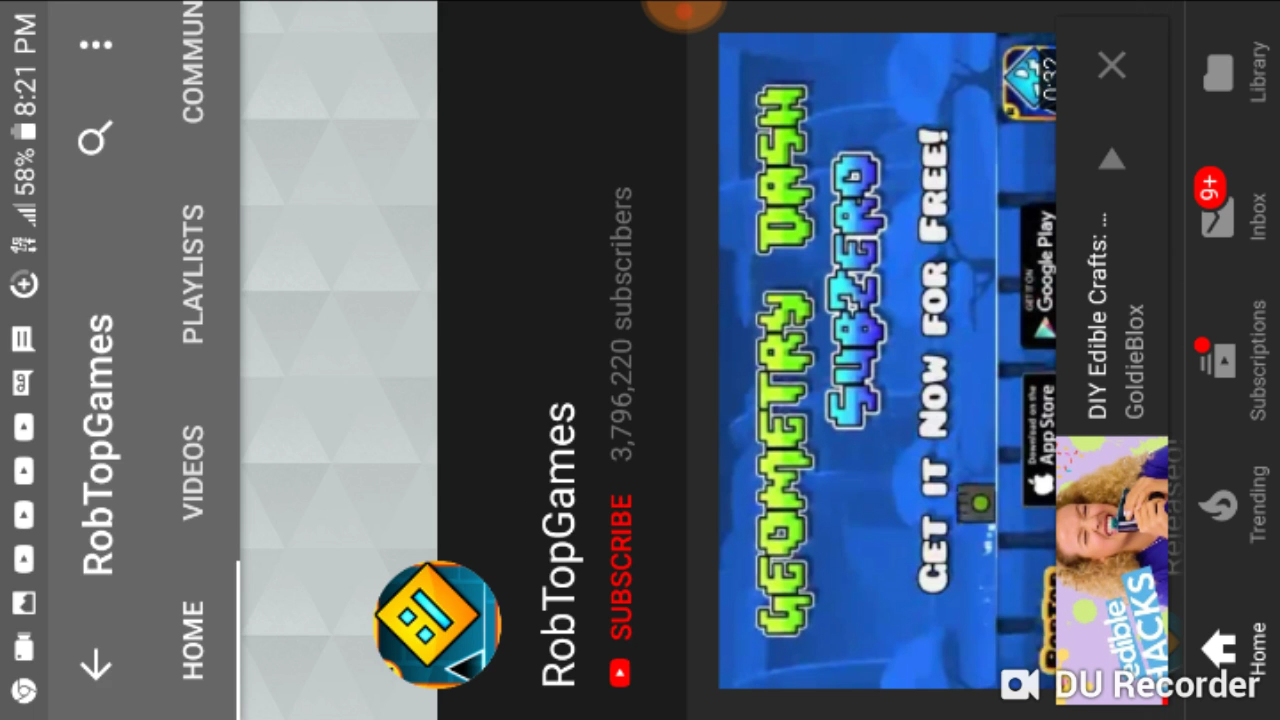 58% 8:21 PM
RobTopGames
HOME VIDEOS PLAYLISTS COMMUN
RobTopGames
SUBSCRIBE 3,796,220 subscribers
GEOMETRY DASH
SUBZERO
GET IT NOW FOR FREE!
Download on the
App Store
GET IT ON
Google Play
0:32
edible
HACKS
DIY Edible Crafts: ...
GoldieBlox
Released!
Home Trending Subscriptions Inbox Library
9+
DU Recorder